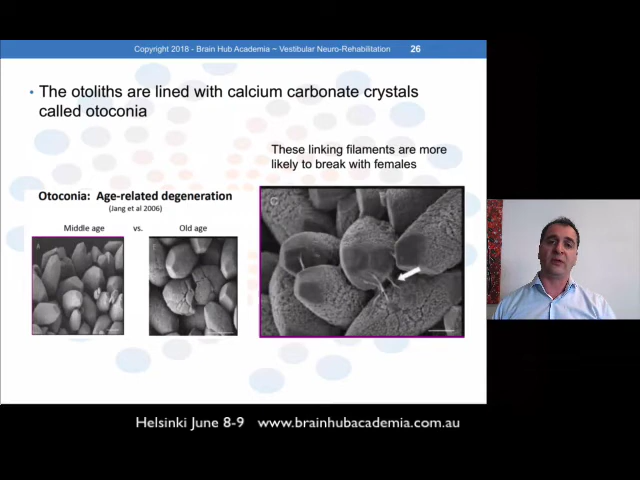 Copyright 2018 - Brain Hub Academia – Vestibular Neuro-Rehabilitation 26
• The otoliths are lined with calcium carbonate crystals
called otoconia
These linking filaments are more
likely to break with females
Otoconia: Age-related degeneration
(Jang et al 2006)
Middle age vs. Old age
Helsinki June 8-9 www.brainhubacademia.com.au